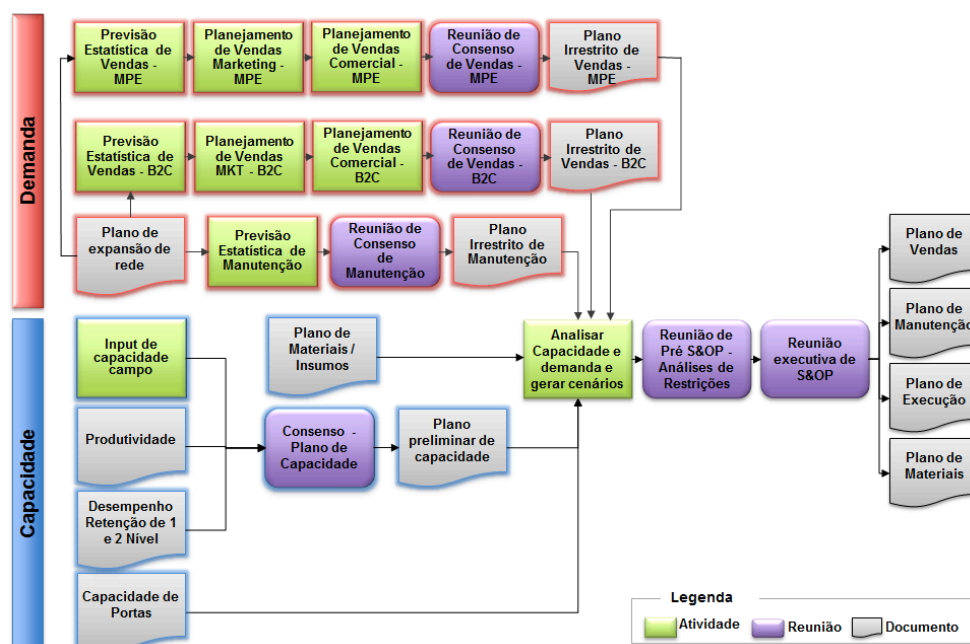 Demanda
Previsão
Estatística de
Vendas -
MPE
Planejamento
de Vendas
Marketing -
MPE
Planejamento
de Vendas
Comercial -
MPE
Reunião de
Consenso
de Vendas -
MPE
Plano
Irrestrito de
Vendas -
MPE
Previsão
Estatística de
Vendas - B2C
Planejamento
de Vendas
MKT - B2C
Planejamento
de Vendas
Comercial -
B2C
Reunião de
Consenso
de Vendas -
B2C
Plano
Irrestrito de
Vendas - B2C
Plano de
expansão de
rede
Previsão
Estatística de
Manutenção
Reunião de
Consenso
de
Manutenção
Plano
Irrestrito de
Manutenção
Capacidade
Input de
capacidade
campo
Produtividade
Desempenho
Retenção de 1
e 2 Nível
Capacidade de
Portas
Plano de
Materiais /
Insumos
Consenso -
Plano de
Capacidade
Plano
preliminar de
capacidade
Analisar
Capacidade e
demanda e
gerar cenários
Reunião de
Pré S&OP -
Análises de
Restrições
Reunião
executiva de
S&OP
Plano de
Vendas
Plano de
Manutenção
Plano de
Execução
Plano de
Materiais
Legenda
Atividade
Reunião
Documento